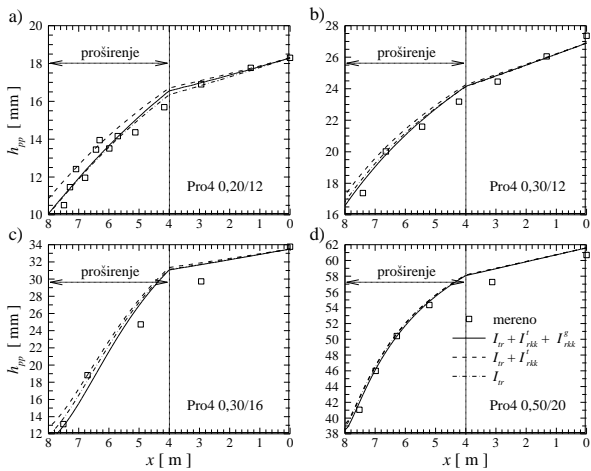 a)
20
18
16
14
12
10
h_pp [ mm ]
proširenje
Pro4 0,20/12
8 7 6 5 4 3 2 1 0
b)
28
26
24
22
20
18
16
proširenje
Pro4 0,30/12
8 7 6 5 4 3 2 1 0
c)
34
32
30
28
26
24
22
20
18
16
14
12
h_pp [ mm ]
proširenje
Pro4 0,30/16
8 7 6 5 4 3 2 1 0
x [ m ]
d)
62
60
58
56
54
52
50
48
46
44
42
40
38
proširenje
mereno
I_tr + I^t_rkk + I^g_rkk
I_tr + I^t_rkk
I_tr
Pro4 0,50/20
8 7 6 5 4 3 2 1 0
x [ m ]